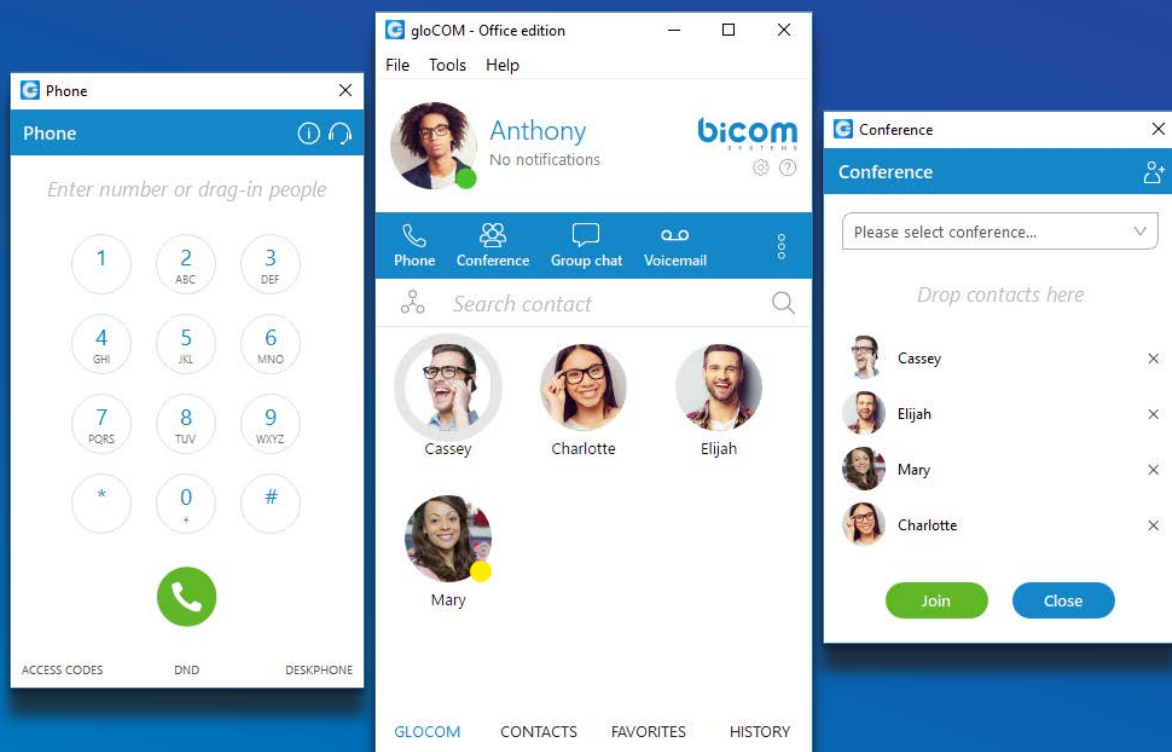 Phone
Phone
Enter number or drag-in people
1
2
ABC
3
DEF
4
GHI
5
JKL
6
MNO
7
PQRS
8
TUV
9
WXYZ
*
0
+
#
ACCESS CODES
DND
DESKPHONE
gloCOM - Office edition
File Tools Help
Anthony
No notifications
bicom
SYSTEMS
Phone
Conference
Group chat
Voicemail
Search contact
Cassey
Charlotte
Elijah
Mary
GLOCOM
CONTACTS
FAVORITES
HISTORY
Conference
Conference
Please select conference...
Drop contacts here
Cassey
Elijah
Mary
Charlotte
Join
Close